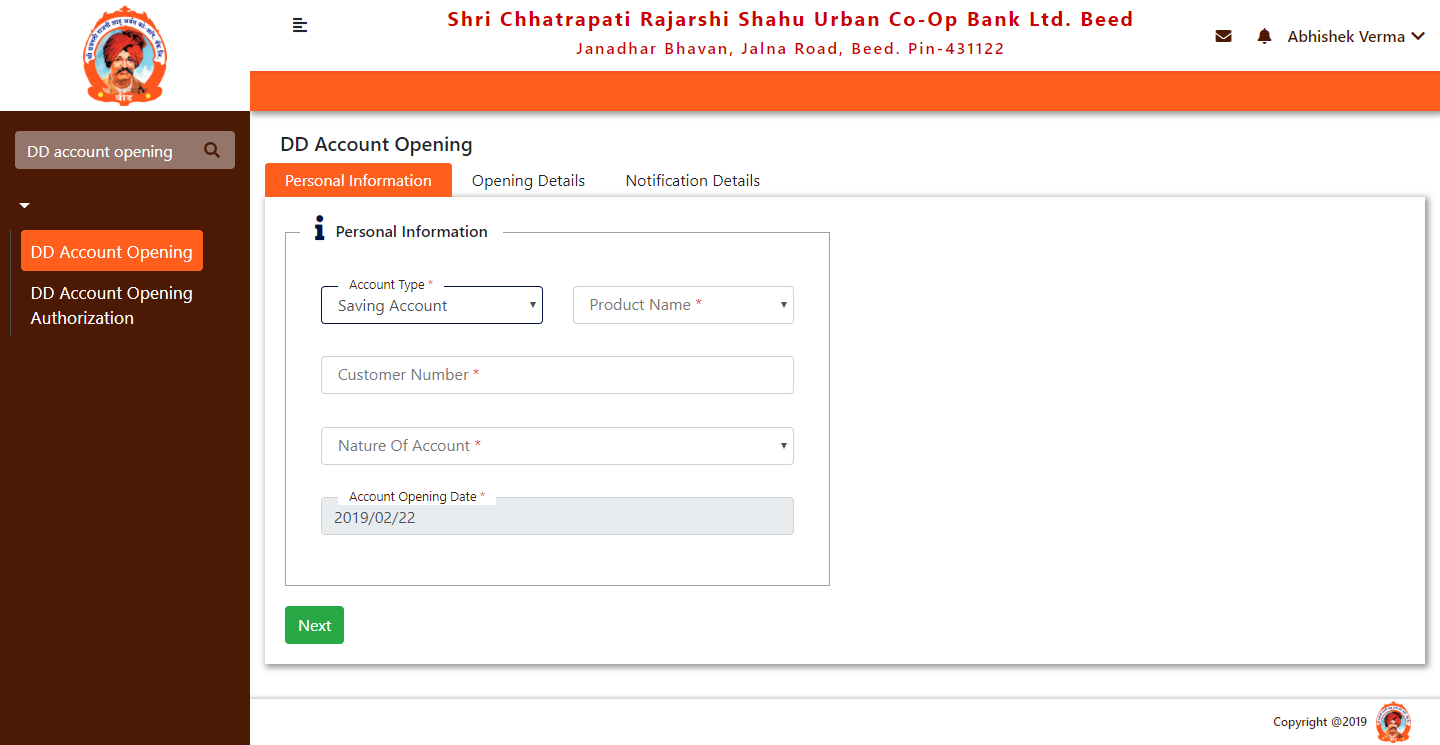 Shri Chhatrapati Rajarshi Shahu Urban Co-Op Bank Ltd. Beed
Janadhar Bhavan, Jalna Road, Beed. Pin-431122
Abhishek Verma
बीड
DD account opening
DD Account Opening
DD Account Opening
Authorization
DD Account Opening
Personal Information
Opening Details
Notification Details
Personal Information
Account Type *
Saving Account
Product Name *
Customer Number *
Nature Of Account *
Account Opening Date *
2019/02/22
Next
Copyright @2019